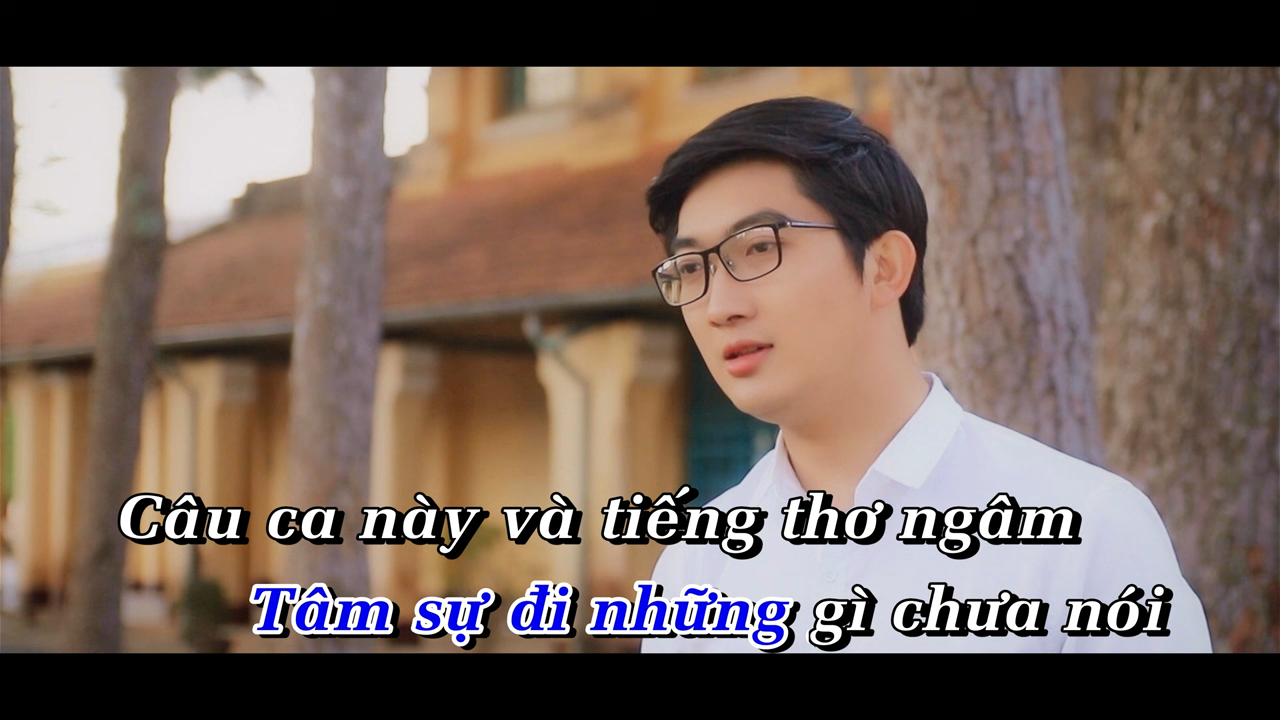 Câu ca này và tiếng thơ ngâm
Tâm sự đi những gì chưa nói